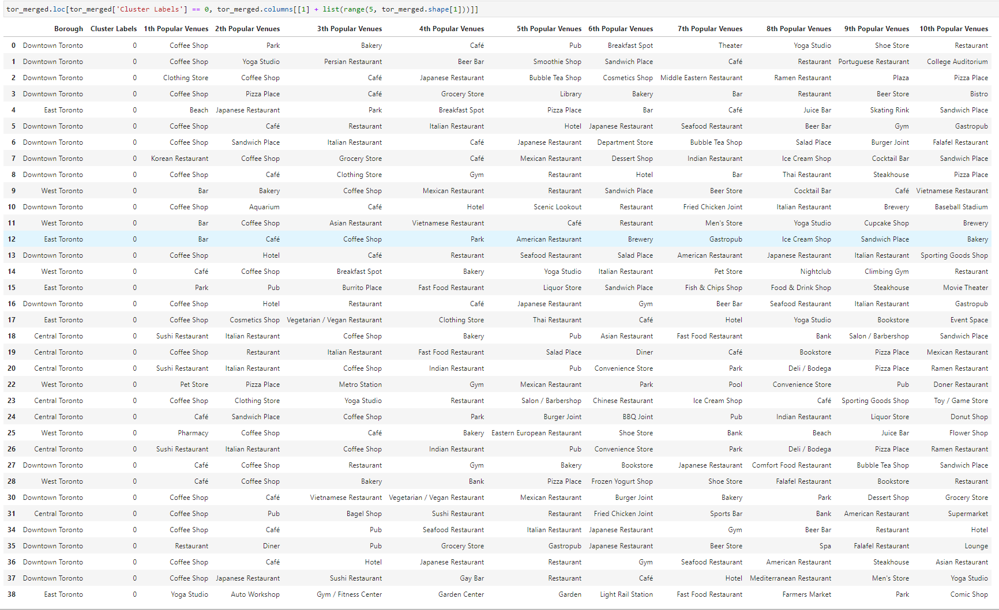 tor_merged.loc[tor_merged['Cluster Labels'] == 0, tor_merged.columns[[1] + list(range(5, tor_merged.shape[1]))]]
Borough Cluster Labels 1th Popular Venues 2th Popular Venues 3th Popular Venues 4th Popular Venues 5th Popular Venues 6th Popular Venues 7th Popular Venues 8th Popular Venues 9th Popular Venues 10th Popular Venues
0 Downtown Toronto 0 Coffee Shop Park Bakery Café Pub Breakfast Spot Theater Yoga Studio Shoe Store Restaurant
1 Downtown Toronto 0 Coffee Shop Yoga Studio Persian Restaurant Beer Bar Smoothie Shop Sandwich Place Café Restaurant Portuguese Restaurant College Auditorium
2 Downtown Toronto 0 Clothing Store Coffee Shop Café Japanese Restaurant Bubble Tea Shop Cosmetics Shop Middle Eastern Restaurant Ramen Restaurant Plaza Pizza Place
3 Downtown Toronto 0 Coffee Shop Pizza Place Café Grocery Store Library Bakery Bar Restaurant Beer Store Bistro
4 East Toronto 0 Beach Japanese Restaurant Park Breakfast Spot Pizza Place Bar Café Juice Bar Skating Rink Sandwich Place
5 Downtown Toronto 0 Coffee Shop Café Restaurant Italian Restaurant Hotel Japanese Restaurant Seafood Restaurant Beer Bar Gym Gastropub
6 Downtown Toronto 0 Coffee Shop Sandwich Place Italian Restaurant Café Japanese Restaurant Department Store Bubble Tea Shop Salad Place Burger Joint Falafel Restaurant
7 Downtown Toronto 0 Korean Restaurant Coffee Shop Grocery Store Café Mexican Restaurant Dessert Shop Indian Restaurant Ice Cream Shop Cocktail Bar Sandwich Place
8 Downtown Toronto 0 Coffee Shop Café Clothing Store Gym Restaurant Hotel Bar Thai Restaurant Steakhouse Pizza Place
9 West Toronto 0 Bar Bakery Coffee Shop Mexican Restaurant Restaurant Sandwich Place Beer Store Cocktail Bar Café Vietnamese Restaurant
10 Downtown Toronto 0 Coffee Shop Aquarium Café Hotel Scenic Lookout Restaurant Fried Chicken Joint Italian Restaurant Brewery Baseball Stadium
11 West Toronto 0 Bar Coffee Shop Asian Restaurant Vietnamese Restaurant Café Restaurant Men's Store Yoga Studio Cupcake Shop Brewery
12 East Toronto 0 Bar Café Coffee Shop Park American Restaurant Brewery Gastropub Ice Cream Shop Sandwich Place Bakery
13 Downtown Toronto 0 Coffee Shop Hotel Café Restaurant Seafood Restaurant Salad Place American Restaurant Japanese Restaurant Italian Restaurant Sporting Goods Shop
14 West Toronto 0 Café Coffee Shop Breakfast Spot Bakery Yoga Studio Italian Restaurant Pet Store Nightclub Climbing Gym Restaurant
15 East Toronto 0 Park Pub Burrito Place Fast Food Restaurant Liquor Store Sandwich Place Fish & Chips Shop Food & Drink Shop Steakhouse Movie Theater
16 Downtown Toronto 0 Coffee Shop Hotel Restaurant Café Japanese Restaurant Gym Beer Bar Seafood Restaurant Italian Restaurant Gastropub
17 East Toronto 0 Coffee Shop Cosmetics Shop Vegetarian / Vegan Restaurant Clothing Store Thai Restaurant Café Hotel Yoga Studio Bookstore Event Space
18 Central Toronto 0 Sushi Restaurant Italian Restaurant Coffee Shop Bakery Pub Asian Restaurant Fast Food Restaurant Bank Salon / Barbershop Sandwich Place
19 Central Toronto 0 Coffee Shop Restaurant Italian Restaurant Fast Food Restaurant Salad Place Diner Café Bookstore Pizza Place Mexican Restaurant
20 Central Toronto 0 Sushi Restaurant Italian Restaurant Coffee Shop Indian Restaurant Pub Convenience Store Park Deli / Bodega Pizza Place Ramen Restaurant
22 West Toronto 0 Pet Store Pizza Place Metro Station Gym Mexican Restaurant Park Pool Convenience Store Pub Doner Restaurant
23 Central Toronto 0 Coffee Shop Clothing Store Yoga Studio Restaurant Salon / Barbershop Chinese Restaurant Ice Cream Shop Café Sporting Goods Shop Toy / Game Store
24 Central Toronto 0 Café Sandwich Place Coffee Shop Park Burger Joint BBQ Joint Pub Indian Restaurant Liquor Store Donut Shop
25 West Toronto 0 Pharmacy Coffee Shop Café Bakery Eastern European Restaurant Shoe Store Bank Beach Juice Bar Flower Shop
26 Central Toronto 0 Sushi Restaurant Italian Restaurant Coffee Shop Indian Restaurant Pub Convenience Store Park Deli / Bodega Pizza Place Ramen Restaurant
27 Downtown Toronto 0 Café Coffee Shop Restaurant Gym Bakery Bookstore Japanese Restaurant Comfort Food Restaurant Bubble Tea Shop Sandwich Place
28 West Toronto 0 Café Coffee Shop Bakery Bank Pizza Place Frozen Yogurt Shop Shoe Store Falafel Restaurant Bookstore Restaurant
30 Downtown Toronto 0 Coffee Shop Café Vietnamese Restaurant Vegetarian / Vegan Restaurant Mexican Restaurant Burger Joint Bakery Park Dessert Shop Grocery Store
31 Central Toronto 0 Coffee Shop Pub Bagel Shop Sushi Restaurant Restaurant Fried Chicken Joint Sports Bar Bank American Restaurant Supermarket
34 Downtown Toronto 0 Coffee Shop Café Pub Seafood Restaurant Italian Restaurant Japanese Restaurant Gym Beer Bar Restaurant Hotel
35 Downtown Toronto 0 Restaurant Diner Pub Grocery Store Gastropub Japanese Restaurant Beer Store Spa Falafel Restaurant Lounge
36 Downtown Toronto 0 Coffee Shop Café Hotel Japanese Restaurant Restaurant Gym Seafood Restaurant American Restaurant Steakhouse Asian Restaurant
37 Downtown Toronto 0 Coffee Shop Japanese Restaurant Sushi Restaurant Gay Bar Restaurant Café Hotel Mediterranean Restaurant Men's Store Yoga Studio
38 East Toronto 0 Yoga Studio Auto Workshop Gym / Fitness Center Garden Center Garden Light Rail Station Fast Food Restaurant Farmers Market Park Comic Shop